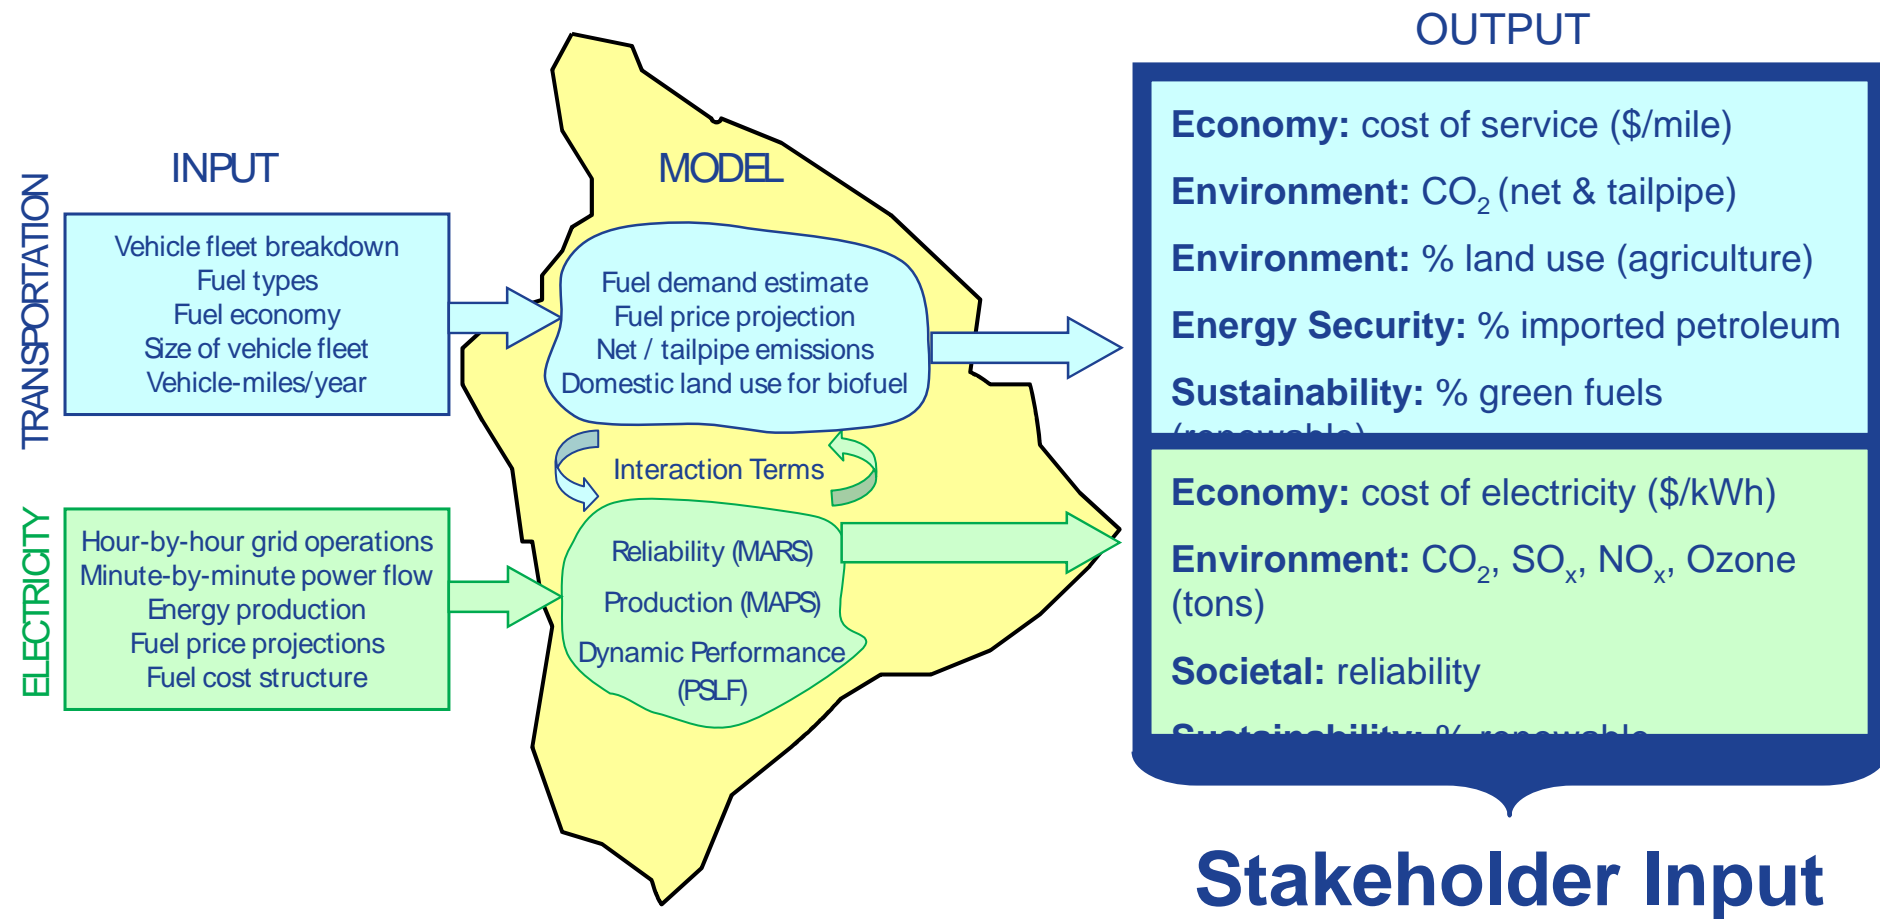 OUTPUT
INPUT
MODEL
TRANSPORTATION
Vehicle fleet breakdown
Fuel types
Fuel economy
Size of vehicle fleet
Vehicle-miles/year
Fuel demand estimate
Fuel price projection
Net / tailpipe emissions
Domestic land use for biofuel
Economy: cost of service ($/mile)
Environment: CO₂ (net & tailpipe)
Environment: % land use (agriculture)
Energy Security: % imported petroleum
Sustainability: % green fuels
(renewable)
Interaction Terms
ELECTRICITY
Hour-by-hour grid operations
Minute-by-minute power flow
Energy production
Fuel price projections
Fuel cost structure
Reliability (MARS)
Production (MAPS)
Dynamic Performance
(PSLF)
Economy: cost of electricity ($/kWh)
Environment: CO₂, SOₓ, NOₓ, Ozone
(tons)
Societal: reliability
Sustainability: % renewable
Stakeholder Input